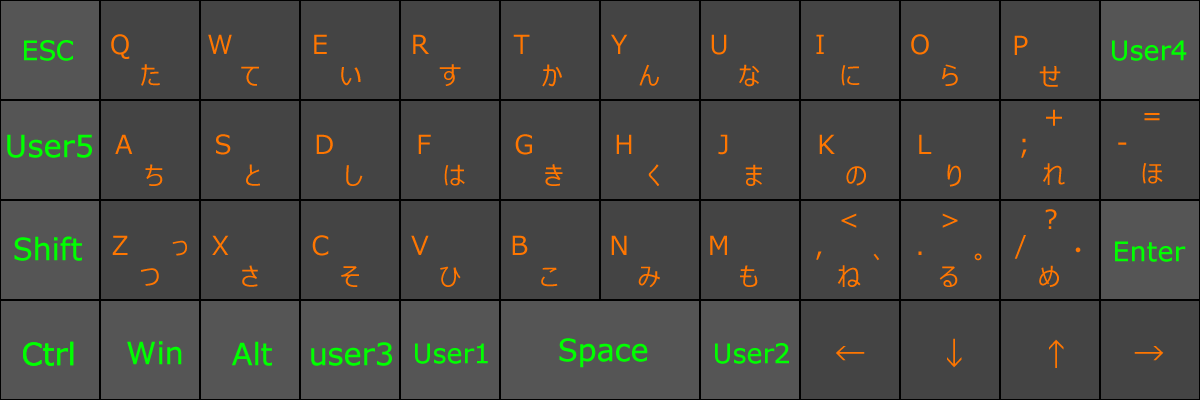 ESC Q た W て E い R す T か Y ん U な I に O ら P せ User4
User5 A ち S と D し F は G き H く J ま K の L り ; + れ - = ほ
Shift Z っ つ X さ C そ V ひ B こ N み M も , < 、 ね . > 。 る / ? ・ め Enter
Ctrl Win Alt user3 User1 Space User2 ← ↓ ↑ →